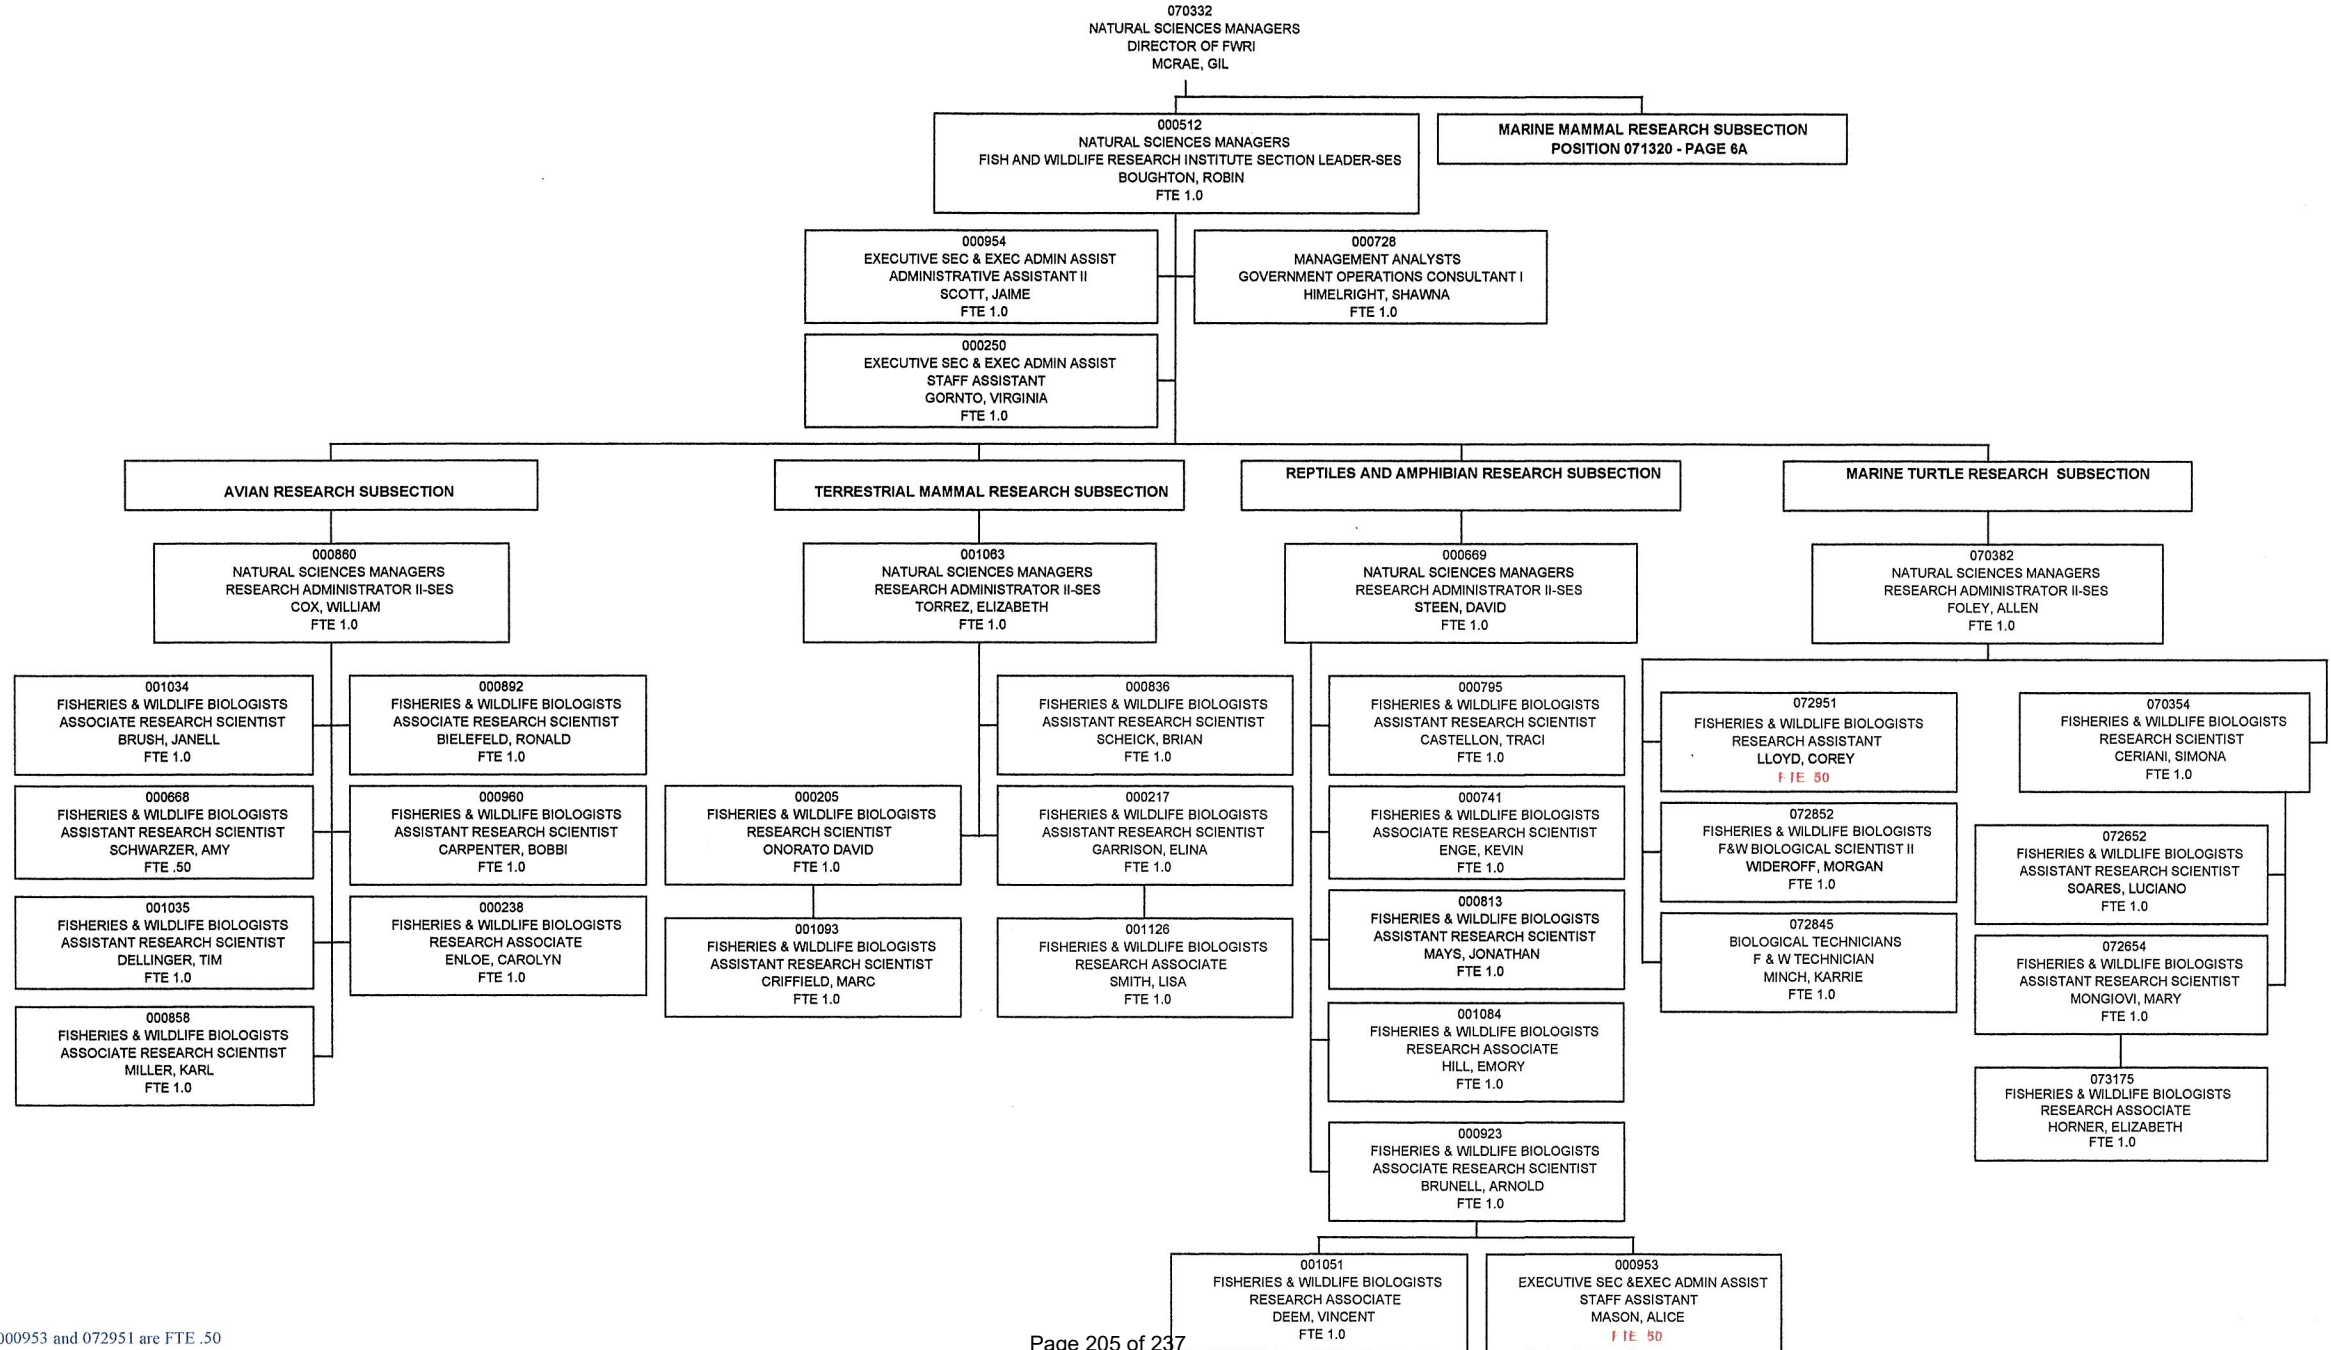 070332
NATURAL SCIENCES MANAGERS
DIRECTOR OF FWRI
MCRAE, GIL
000512
NATURAL SCIENCES MANAGERS
FISH AND WILDLIFE RESEARCH INSTITUTE SECTION LEADER-SES
BOUGHTON, ROBIN
FTE 1.0
MARINE MAMMAL RESEARCH SUBSECTION
POSITION 071320 - PAGE 6A
000954
EXECUTIVE SEC & EXEC ADMIN ASSIST
ADMINISTRATIVE ASSISTANT II
SCOTT, JAIME
FTE 1.0
000728
MANAGEMENT ANALYSTS
GOVERNMENT OPERATIONS CONSULTANT I
HIMELRIGHT, SHAWNA
FTE 1.0
000250
EXECUTIVE SEC & EXEC ADMIN ASSIST
STAFF ASSISTANT
GORNTO, VIRGINIA
FTE 1.0
AVIAN RESEARCH SUBSECTION
TERRESTRIAL MAMMAL RESEARCH SUBSECTION
REPTILES AND AMPHIBIAN RESEARCH SUBSECTION
MARINE TURTLE RESEARCH SUBSECTION
000860
NATURAL SCIENCES MANAGERS
RESEARCH ADMINISTRATOR II-SES
COX, WILLIAM
FTE 1.0
001063
NATURAL SCIENCES MANAGERS
RESEARCH ADMINISTRATOR II-SES
TORREZ, ELIZABETH
FTE 1.0
000669
NATURAL SCIENCES MANAGERS
RESEARCH ADMINISTRATOR II-SES
STEEN, DAVID
FTE 1.0
070382
NATURAL SCIENCES MANAGERS
RESEARCH ADMINISTRATOR II-SES
FOLEY, ALLEN
FTE 1.0
001034
FISHERIES & WILDLIFE BIOLOGISTS
ASSOCIATE RESEARCH SCIENTIST
BRUSH, JANELL
FTE 1.0
000892
FISHERIES & WILDLIFE BIOLOGISTS
ASSOCIATE RESEARCH SCIENTIST
BIELEFELD, RONALD
FTE 1.0
000668
FISHERIES & WILDLIFE BIOLOGISTS
ASSISTANT RESEARCH SCIENTIST
SCHWARZER, AMY
FTE .50
000960
FISHERIES & WILDLIFE BIOLOGISTS
ASSISTANT RESEARCH SCIENTIST
CARPENTER, BOBBI
FTE 1.0
001035
FISHERIES & WILDLIFE BIOLOGISTS
ASSISTANT RESEARCH SCIENTIST
DELLINGER, TIM
FTE 1.0
000238
FISHERIES & WILDLIFE BIOLOGISTS
RESEARCH ASSOCIATE
ENLOE, CAROLYN
FTE 1.0
000858
FISHERIES & WILDLIFE BIOLOGISTS
ASSOCIATE RESEARCH SCIENTIST
MILLER, KARL
FTE 1.0
000836
FISHERIES & WILDLIFE BIOLOGISTS
ASSISTANT RESEARCH SCIENTIST
SCHEICK, BRIAN
FTE 1.0
000205
FISHERIES & WILDLIFE BIOLOGISTS
RESEARCH SCIENTIST
ONORATO DAVID
FTE 1.0
000217
FISHERIES & WILDLIFE BIOLOGISTS
ASSISTANT RESEARCH SCIENTIST
GARRISON, ELINA
FTE 1.0
001093
FISHERIES & WILDLIFE BIOLOGISTS
ASSISTANT RESEARCH SCIENTIST
CRIFFIELD, MARC
FTE 1.0
001126
FISHERIES & WILDLIFE BIOLOGISTS
RESEARCH ASSOCIATE
SMITH, LISA
FTE 1.0
000795
FISHERIES & WILDLIFE BIOLOGISTS
ASSISTANT RESEARCH SCIENTIST
CASTELLON, TRACI
FTE 1.0
000741
FISHERIES & WILDLIFE BIOLOGISTS
ASSOCIATE RESEARCH SCIENTIST
ENGE, KEVIN
FTE 1.0
000813
FISHERIES & WILDLIFE BIOLOGISTS
ASSISTANT RESEARCH SCIENTIST
MAYS, JONATHAN
FTE 1.0
001084
FISHERIES & WILDLIFE BIOLOGISTS
RESEARCH ASSOCIATE
HILL, EMORY
FTE 1.0
000923
FISHERIES & WILDLIFE BIOLOGISTS
ASSOCIATE RESEARCH SCIENTIST
BRUNELL, ARNOLD
FTE 1.0
001051
FISHERIES & WILDLIFE BIOLOGISTS
RESEARCH ASSOCIATE
DEEM, VINCENT
FTE 1.0
000953
EXECUTIVE SEC &EXEC ADMIN ASSIST
STAFF ASSISTANT
MASON, ALICE
FTE 50
072951
FISHERIES & WILDLIFE BIOLOGISTS
RESEARCH ASSISTANT
LLOYD, COREY
FTE 50
072852
FISHERIES & WILDLIFE BIOLOGISTS
F&W BIOLOGICAL SCIENTIST II
WIDEROFF, MORGAN
FTE 1.0
072845
BIOLOGICAL TECHNICIANS
F & W TECHNICIAN
MINCH, KARRIE
FTE 1.0
070354
FISHERIES & WILDLIFE BIOLOGISTS
RESEARCH SCIENTIST
CERIANI, SIMONA
FTE 1.0
072652
FISHERIES & WILDLIFE BIOLOGISTS
ASSISTANT RESEARCH SCIENTIST
SOARES, LUCIANO
FTE 1.0
072654
FISHERIES & WILDLIFE BIOLOGISTS
ASSISTANT RESEARCH SCIENTIST
MONGIOVI, MARY
FTE 1.0
073175
FISHERIES & WILDLIFE BIOLOGISTS
RESEARCH ASSOCIATE
HORNER, ELIZABETH
FTE 1.0
000953 and 072951 are FTE .50
Page 205 of 237